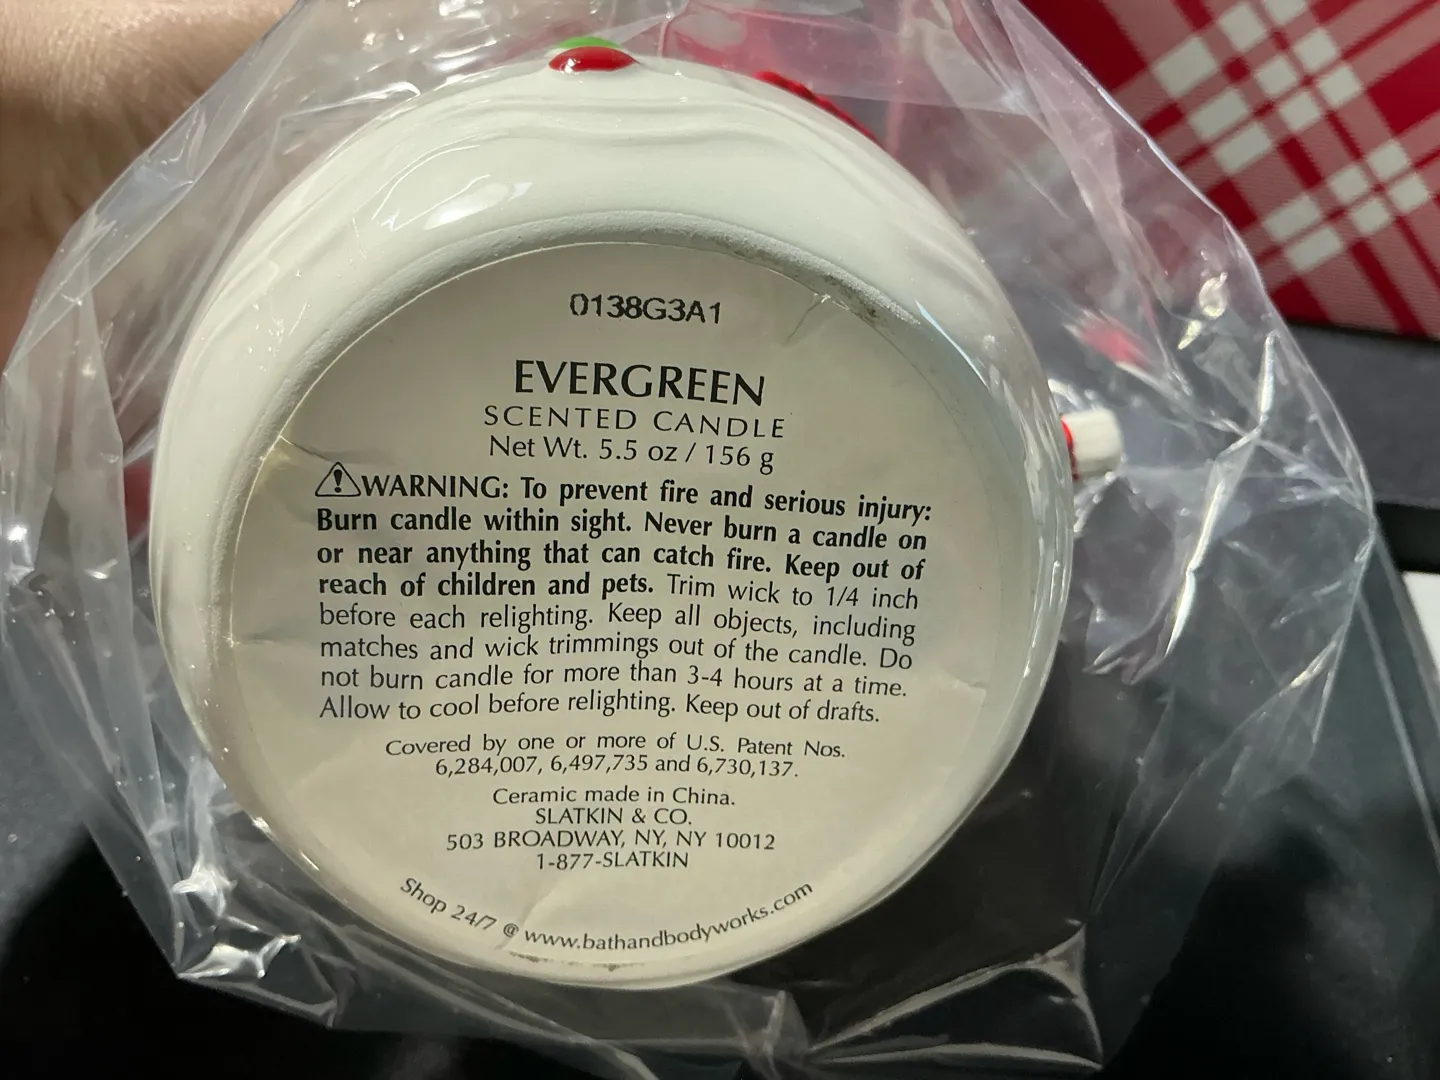 0138G3A1
EVERGREEN
SCENTED CANDLE
Net Wt. 5.5 oz / 156 g
⚠WARNING: To prevent fire and serious injury:
Burn candle within sight. Never burn a candle on
or near anything that can catch fire. Keep out of
reach of children and pets. Trim wick to 1/4 inch
before each relighting. Keep all objects, including
matches and wick trimmings out of the candle. Do
not burn candle for more than 3-4 hours at a time.
Allow to cool before relighting. Keep out of drafts.
Covered by one or more of U.S. Patent Nos.
6,284,007, 6,497,735 and 6,730,137.
Ceramic made in China.
SLATKIN & CO.
503 BROADWAY, NY, NY 10012
1-877-SLATKIN
Shop 24/7 @ www.bathandbodyworks.com